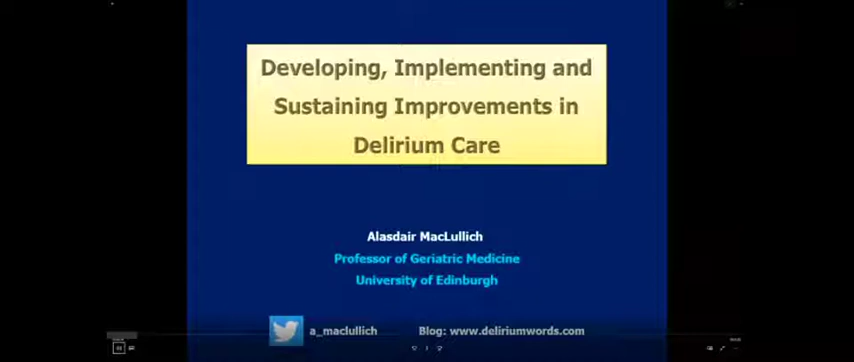 Developing, Implementing and
Sustaining Improvements in
Delirium Care
Alasdair MacLullich
Professor of Geriatric Medicine
University of Edinburgh
a_maclullich Blog: www.deliriumwords.com